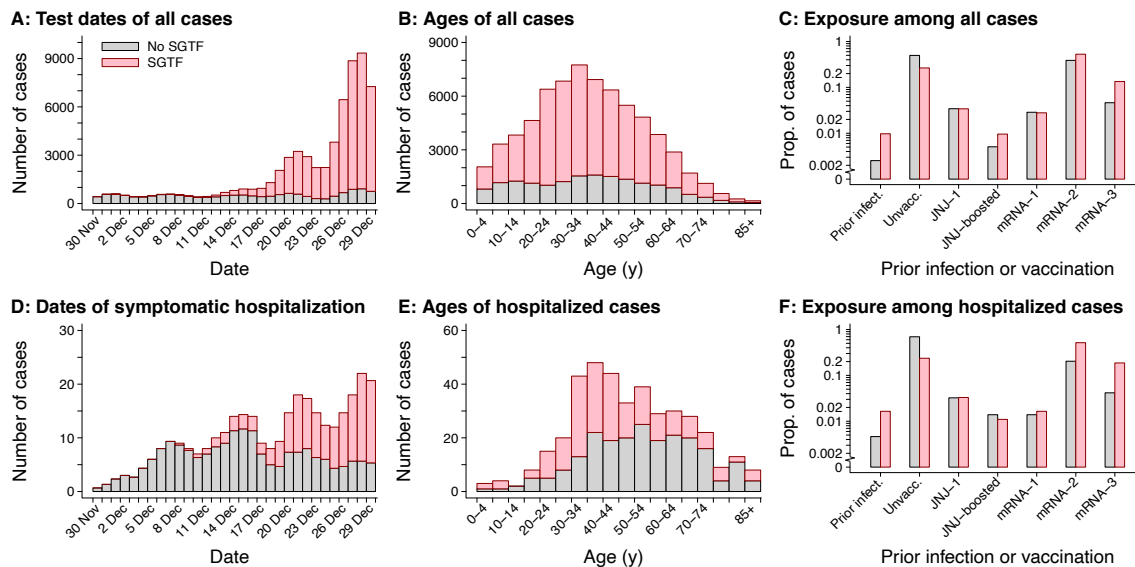 A: Test dates of all cases
Number of cases
9000
6000
3000
0
No SGTF
SGTF
30 Nov
2 Dec
5 Dec
8 Dec
11 Dec
14 Dec
17 Dec
20 Dec
23 Dec
26 Dec
29 Dec
Date
B: Ages of all cases
Number of cases
9000
6000
3000
0
0–4
10–14
20–24
30–34
40–44
50–54
60–64
70–74
85+
Age (y)
C: Exposure among all cases
Prop. of cases
1
0.2
0.1
0.01
0.002
0
Prior infect.
Unvacc.
JNJ–1
JNJ–boosted
mRNA–1
mRNA–2
mRNA–3
Prior infection or vaccination
D: Dates of symptomatic hospitalization
Number of cases
30
20
10
0
30 Nov
2 Dec
5 Dec
8 Dec
11 Dec
14 Dec
17 Dec
20 Dec
23 Dec
26 Dec
29 Dec
Date
E: Ages of hospitalized cases
Number of cases
60
40
20
0
0–4
10–14
20–24
30–34
40–44
50–54
60–64
70–74
85+
Age (y)
F: Exposure among hospitalized cases
Prop. of cases
1
0.2
0.1
0.01
0.002
0
Prior infect.
Unvacc.
JNJ–1
JNJ–boosted
mRNA–1
mRNA–2
mRNA–3
Prior infection or vaccination